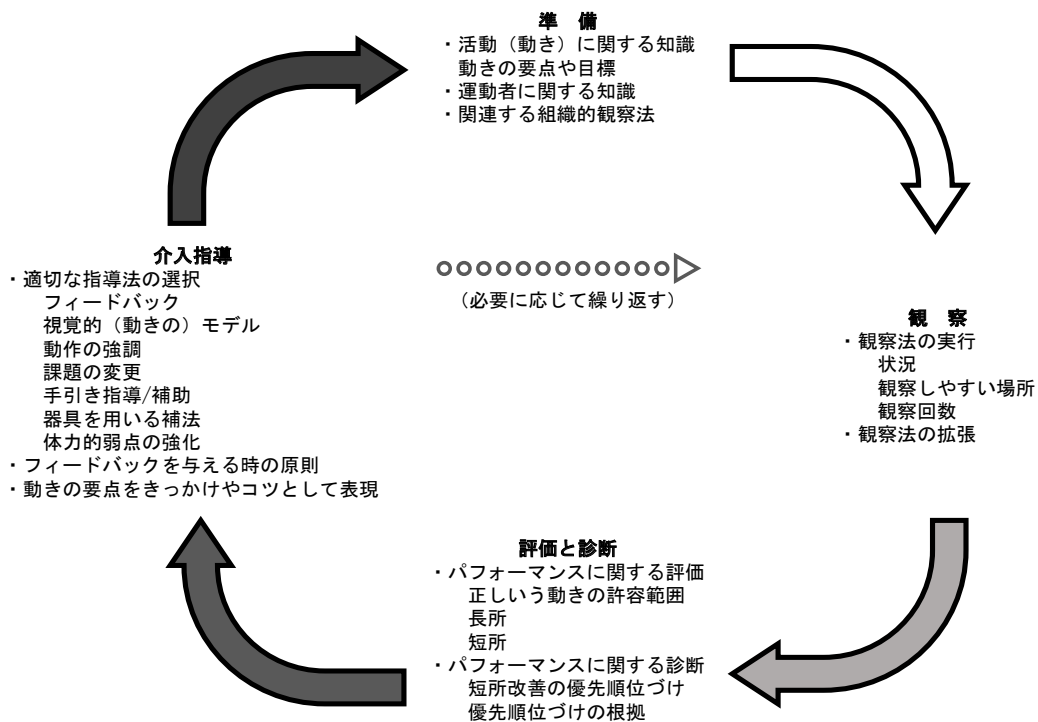 準　備
・活動（動き）に関する知識
動きの要点や目標
・運動者に関する知識
・関連する組織的観察法
介入指導
・適切な指導法の選択
フィードバック
視覚的（動きの）モデル
動作の強調
課題の変更
手引き指導/補助
器具を用いる補法
体力的弱点の強化
・フィードバックを与える時の原則
・動きの要点をきっかけやコツとして表現
（必要に応じて繰り返す）
観　察
・観察法の実行
状況
観察しやすい場所
観察回数
・観察法の拡張
評価と診断
・パフォーマンスに関する評価
正しいう動きの許容範囲
長所
短所
・パフォーマンスに関する診断
短所改善の優先順位づけ
優先順位づけの根拠